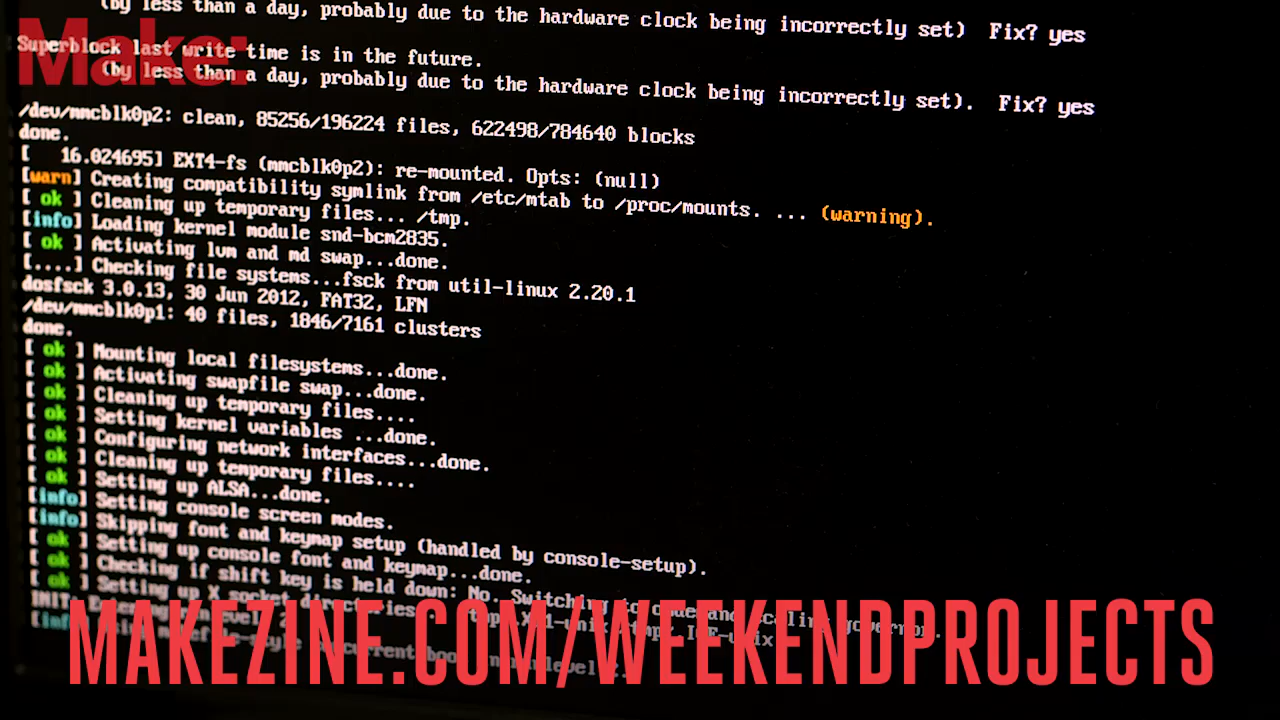 (by less than a day, probably due to the hardware clock being incorrectly set)  Fix? yes
Make:
Superblock last write time is in the future.
(by less than a day, probably due to the hardware clock being incorrectly set).  Fix? yes
/dev/mmcblk0p2: clean, 85256/196224 files, 622498/784640 blocks
done.
[   16.024695] EXT4-fs (mmcblk0p2): re-mounted. Opts: (null)
[warn] Creating compatibility symlink from /etc/mtab to /proc/mounts. ... (warning).
[ ok ] Cleaning up temporary files... /tmp.
[info] Loading kernel module snd-bcm2835.
[ ok ] Activating lvm and md swap...done.
[....] Checking file systems...fsck from util-linux 2.20.1
dosfsck 3.0.13, 30 Jun 2012, FAT32, LFN
/dev/mmcblk0p1: 40 files, 1846/7161 clusters
done.
[ ok ] Mounting local filesystems...done.
[ ok ] Activating swapfile swap...done.
[ ok ] Cleaning up temporary files....
[ ok ] Setting kernel variables ...done.
[ ok ] Configuring network interfaces...done.
[ ok ] Cleaning up temporary files....
[ ok ] Setting up ALSA...done.
[info] Setting console screen modes.
[info] Skipping font and keymap setup (handled by console-setup).
[ ok ] Setting up console font and keymap...done.
[ ok ] Checking if shift key is held down: No. Switching to ondemand scaling governor.
[ ok ] Setting up X socket directories...
INIT: Entering runlevel: 2
[info]
MAKEZINE.COM/WEEKENDPROJECTS